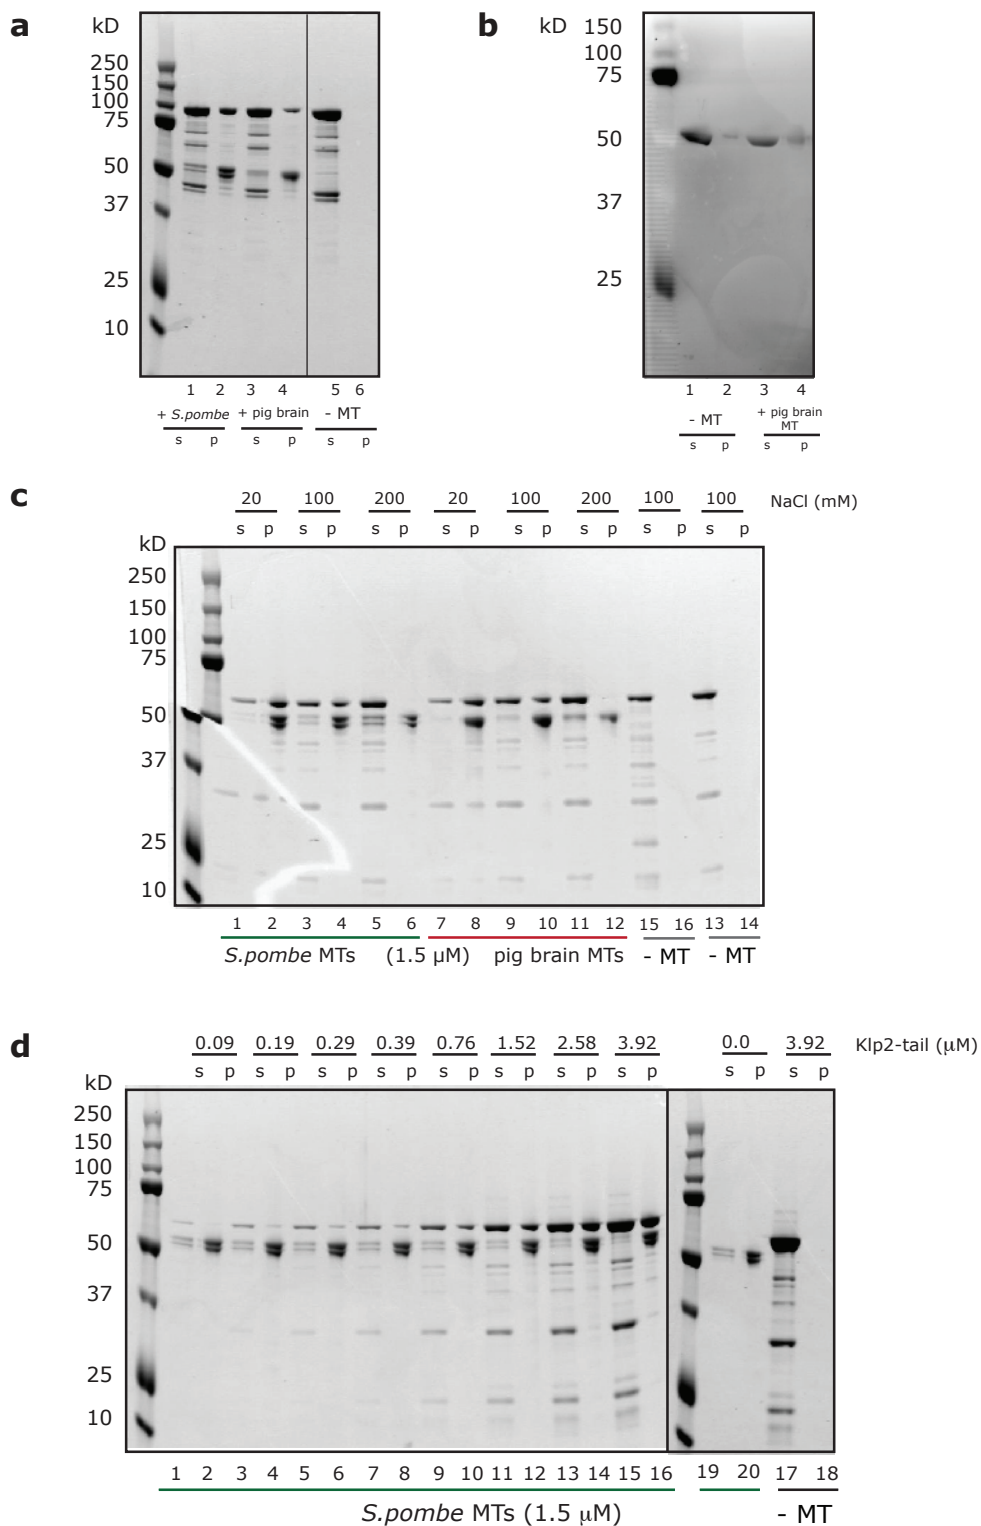 a
kD
250
150
100
75
50
37
25
10
1 2 3 4 5 6
+ S.pombe + pig brain - MT
s p s p s p
b
kD
150
100
75
50
37
25
1 2 3 4
- MT + pig brain MT
s p s p
c
20 100 200 20 100 200 100 100 NaCl (mM)
s p s p s p s p s p s p s p s p
kD
250
150
100
75
50
37
25
10
1 2 3 4 5 6 7 8 9 10 11 12 15 16 13 14
S.pombe MTs (1.5 µM) pig brain MTs - MT - MT
d
0.09 0.19 0.29 0.39 0.76 1.52 2.58 3.92 0.0 3.92 Klp2-tail (µM)
s p s p s p s p s p s p s p s p s p s p
kD
250
150
100
75
50
37
25
10
1 2 3 4 5 6 7 8 9 10 11 12 13 14 15 16 19 20 17 18
S.pombe MTs (1.5 µM) - MT